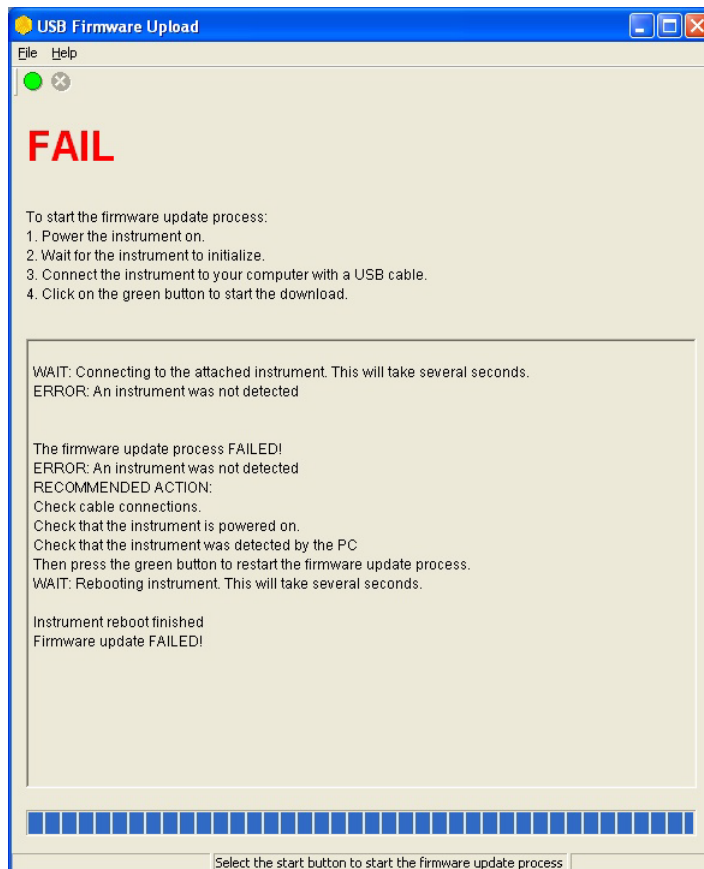 USB Firmware Upload
File Help
FAIL
To start the firmware update process:
1. Power the instrument on.
2. Wait for the instrument to initialize.
3. Connect the instrument to your computer with a USB cable.
4. Click on the green button to start the download.
WAIT: Connecting to the attached instrument. This will take several seconds.
ERROR: An instrument was not detected
The firmware update process FAILED!
ERROR: An instrument was not detected
RECOMMENDED ACTION:
Check cable connections.
Check that the instrument is powered on.
Check that the instrument was detected by the PC
Then press the green button to restart the firmware update process.
WAIT: Rebooting instrument. This will take several seconds.
Instrument reboot finished
Firmware update FAILED!
Select the start button to start the firmware update process